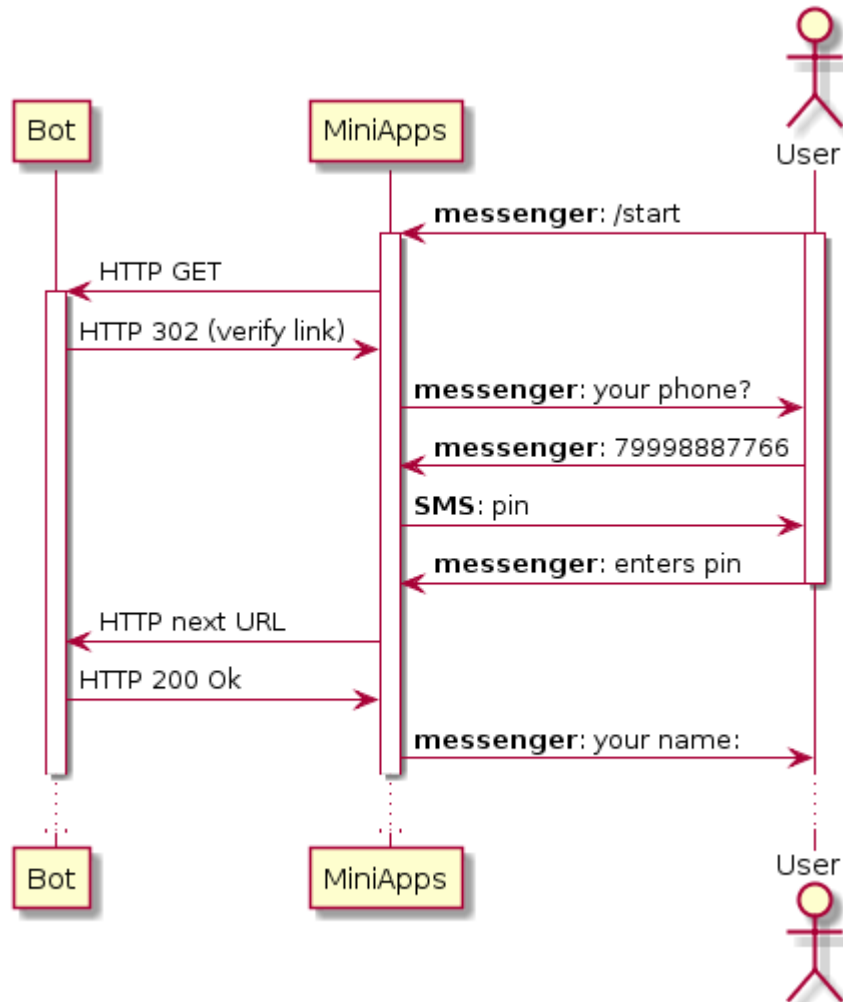 User
Bot
MiniApps
messenger: /start
HTTP GET
HTTP 302 (verify link)
messenger: your phone?
messenger: 79998887766
SMS: pin
messenger: enters pin
HTTP next URL
HTTP 200 Ok
messenger: your name:
Bot
MiniApps
User